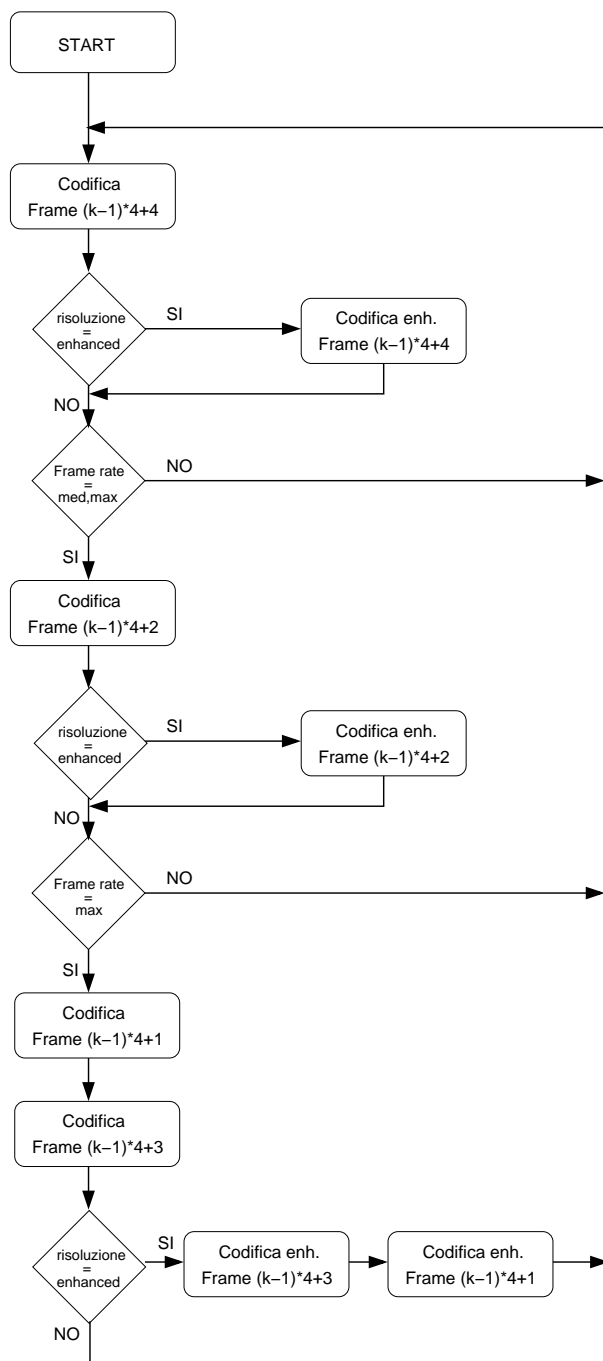 START
Codifica
Frame (k−1)*4+4
risoluzione
=
enhanced
SI
Codifica enh.
Frame (k−1)*4+4
NO
Frame rate
=
med,max
NO
SI
Codifica
Frame (k−1)*4+2
risoluzione
=
enhanced
SI
Codifica enh.
Frame (k−1)*4+2
NO
Frame rate
=
max
NO
SI
Codifica
Frame (k−1)*4+1
Codifica
Frame (k−1)*4+3
risoluzione
=
enhanced
SI
Codifica enh.
Frame (k−1)*4+3
Codifica enh.
Frame (k−1)*4+1
NO